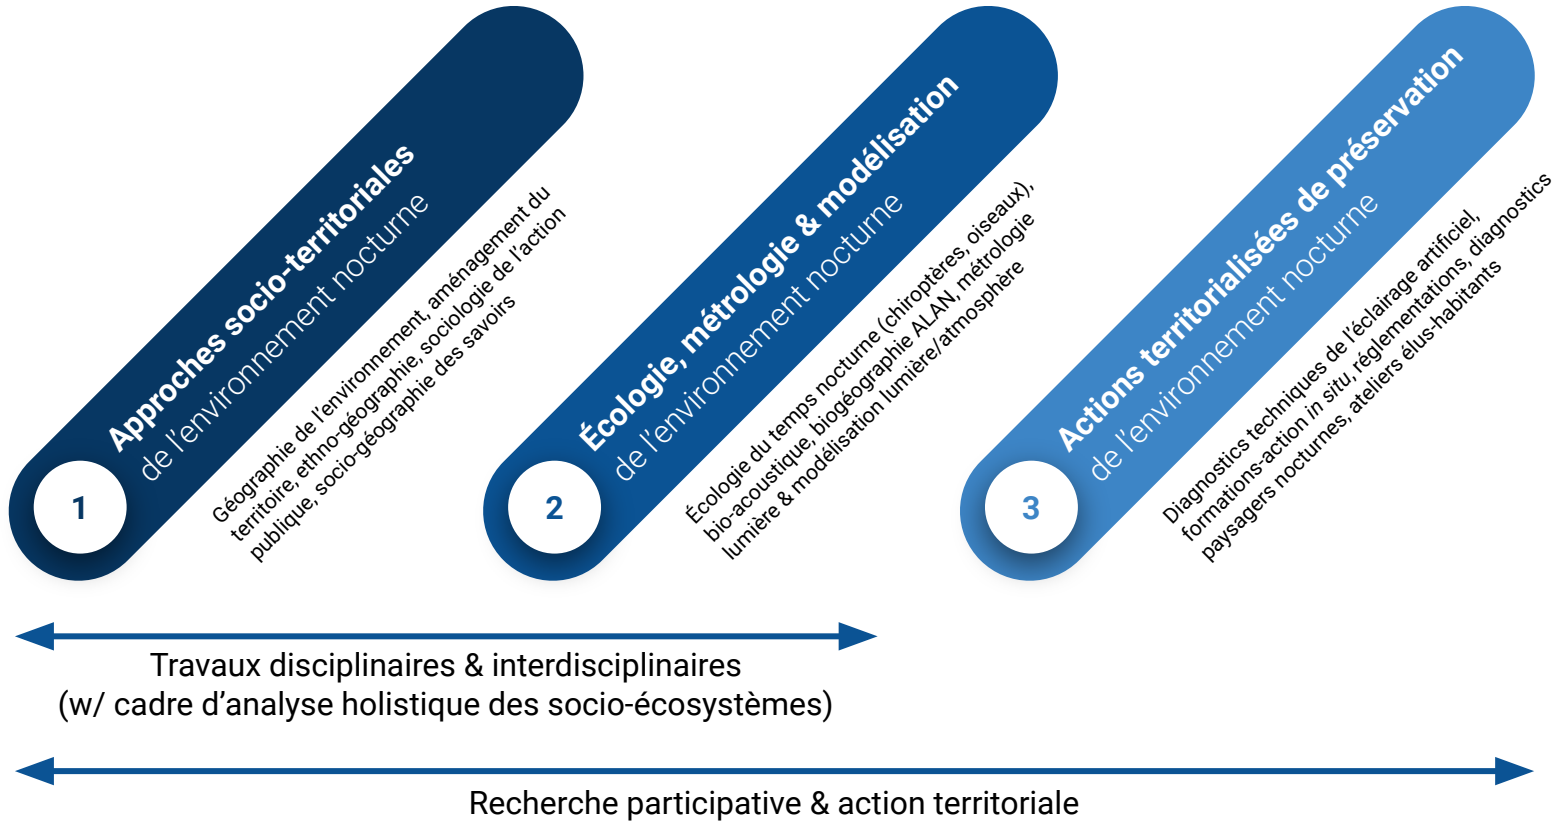 1
Approches socio-territoriales
de l'environnement nocturne
Géographie de l'environnement, aménagement du
territoire, ethno-géographie, sociologie de l'action
publique, socio-géographie des savoirs
2
Écologie, métrologie & modélisation
de l'environnement nocturne
Écologie du temps nocturne (chiroptères, oiseaux),
bio-acoustique, biogéographie ALAN, métrologie
lumière & modélisation lumière/atmosphère
3
Actions territorialisées de préservation
de l'environnement nocturne
Diagnostics techniques de l'éclairage artificiel,
formations-action in situ, réglementations, diagnostics
paysagers nocturnes, ateliers élus-habitants
Travaux disciplinaires & interdisciplinaires
(w/ cadre d’analyse holistique des socio-écosystèmes)
Recherche participative & action territoriale